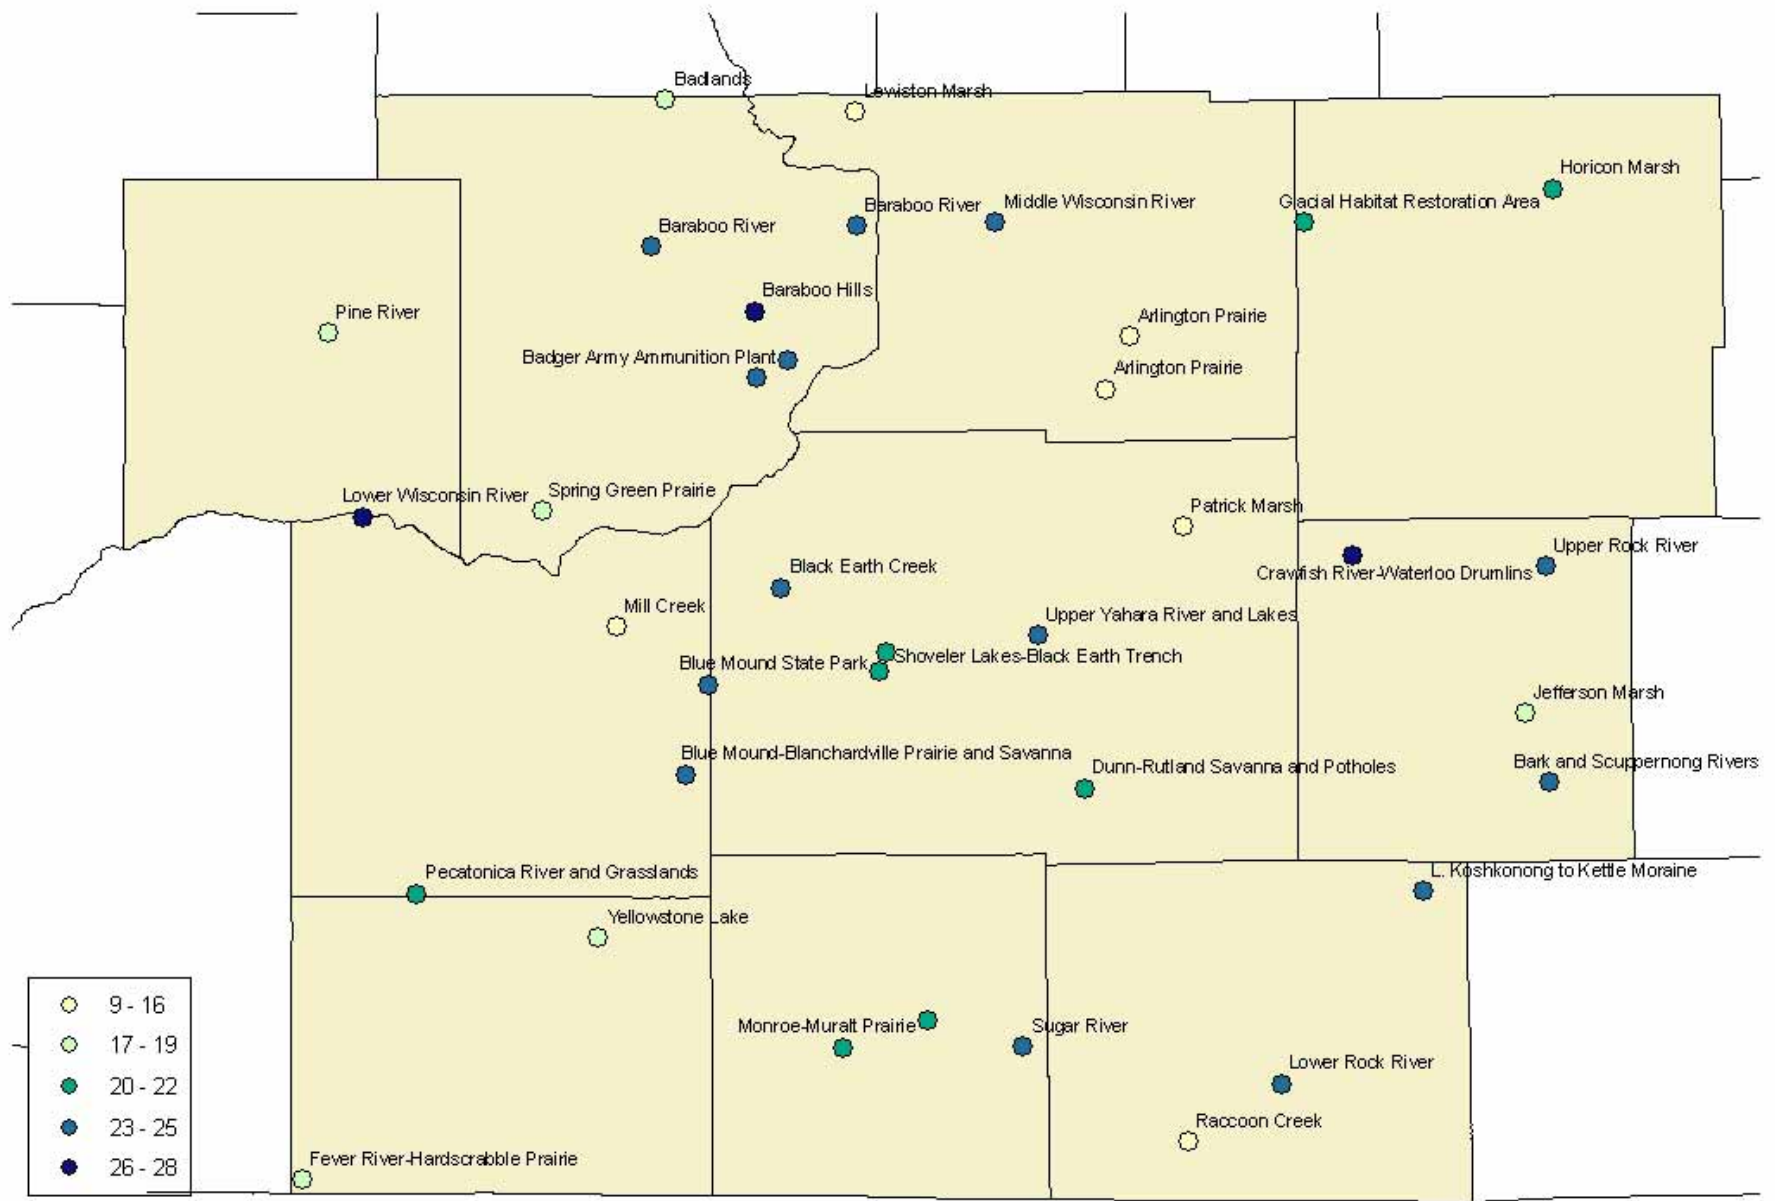 Badlands
Lewiston Marsh
Horicon Marsh
Baraboo River
Middle Wisconsin River
Glacial Habitat Restoration Area
Baraboo River
Baraboo Hills
Pine River
Arlington Prairie
Badger Army Ammunition Plant
Arlington Prairie
Lower Wisconsin River
Spring Green Prairie
Patrick Marsh
Upper Rock River
Black Earth Creek
Crawfish River-Waterloo Drumlins
Mill Creek
Upper Yahara River and Lakes
Blue Mound State Park
Shoveler Lakes-Black Earth Trench
Jefferson Marsh
Blue Mound-Blanchardville Prairie and Savanna
Dunn-Rutland Savanna and Potholes
Bark and Scuppernong Rivers
Pecatonica River and Grasslands
L. Koshkonong to Kettle Moraine
Yellowstone Lake
Monroe-Muralt Prairie
Sugar River
Lower Rock River
Raccoon Creek
Fever River-Hardscrabble Prairie
9 - 16
17 - 19
20 - 22
23 - 25
26 - 28